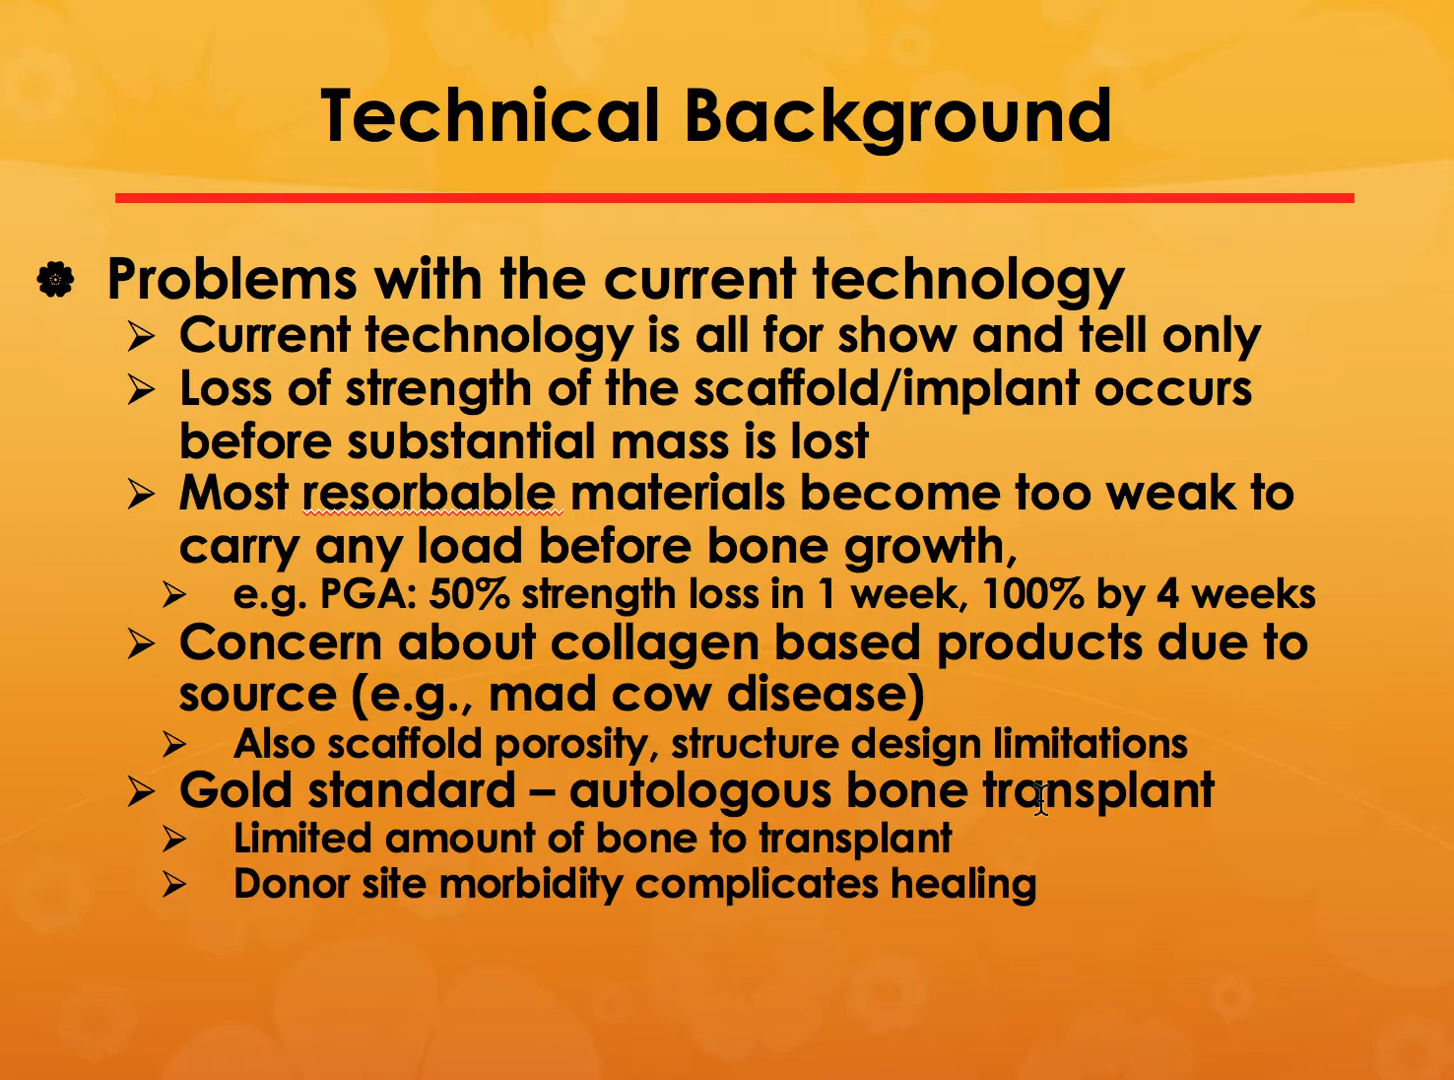 Technical Background
Problems with the current technology
Current technology is all for show and tell only
Loss of strength of the scaffold/implant occurs
before substantial mass is lost
Most resorbable materials become too weak to
carry any load before bone growth,
e.g. PGA: 50% strength loss in 1 week, 100% by 4 weeks
Concern about collagen based products due to
source (e.g., mad cow disease)
Also scaffold porosity, structure design limitations
Gold standard – autologous bone transplant
Limited amount of bone to transplant
Donor site morbidity complicates healing